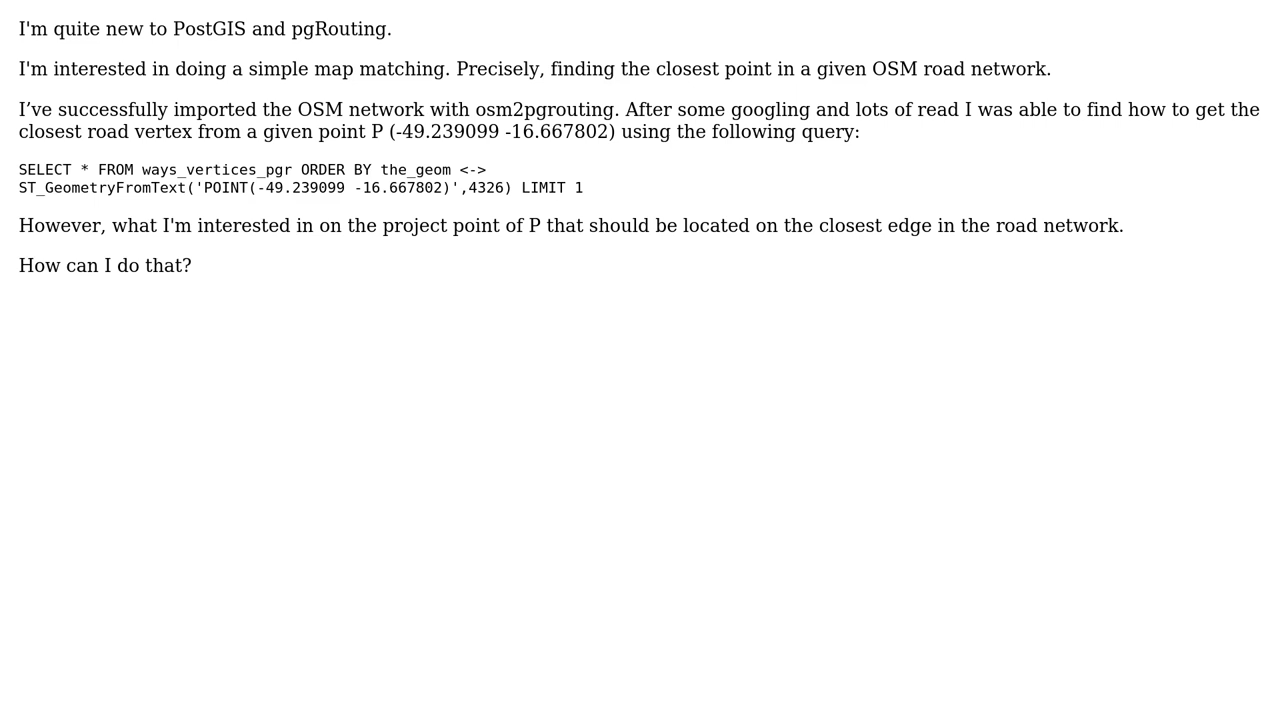 I'm quite new to PostGIS and pgRouting.
I'm interested in doing a simple map matching. Precisely, finding the closest point in a given OSM road network.
I’ve successfully imported the OSM network with osm2pgrouting. After some googling and lots of read I was able to find how to get the
closest road vertex from a given point P (-49.239099 -16.667802) using the following query:
SELECT * FROM ways_vertices_pgr ORDER BY the_geom <->
ST_GeometryFromText('POINT(-49.239099 -16.667802)',4326) LIMIT 1
However, what I'm interested in on the project point of P that should be located on the closest edge in the road network.
How can I do that?